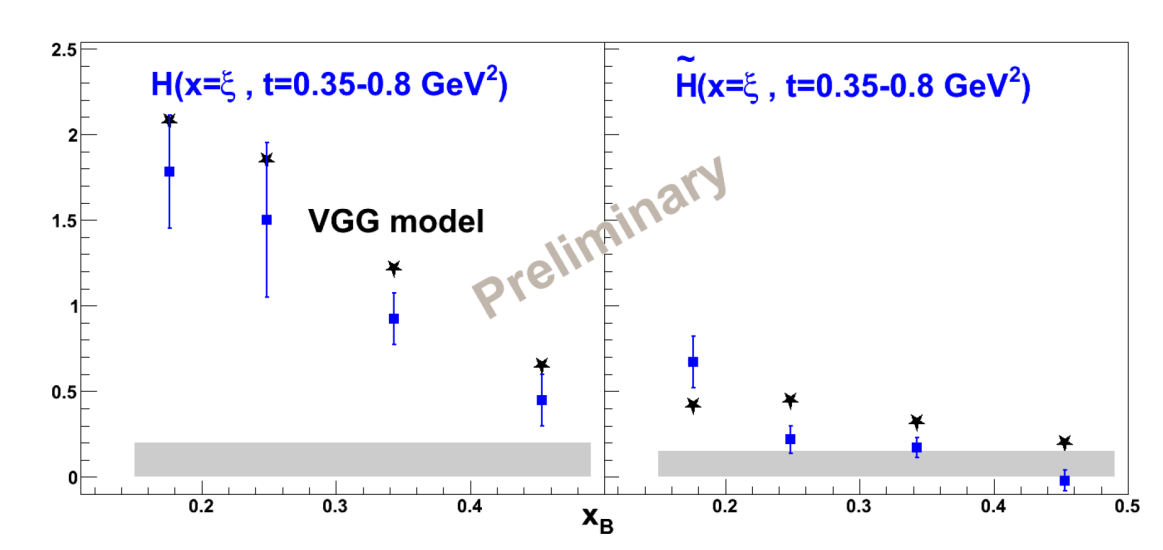 H(x=ξ , t=0.35-0.8 GeV²)
H̃(x=ξ , t=0.35-0.8 GeV²)
VGG model
Preliminary
2.5
2
1.5
1
0.5
0
0.2 0.3 0.4 0.2 0.3 0.4 0.5
x_B